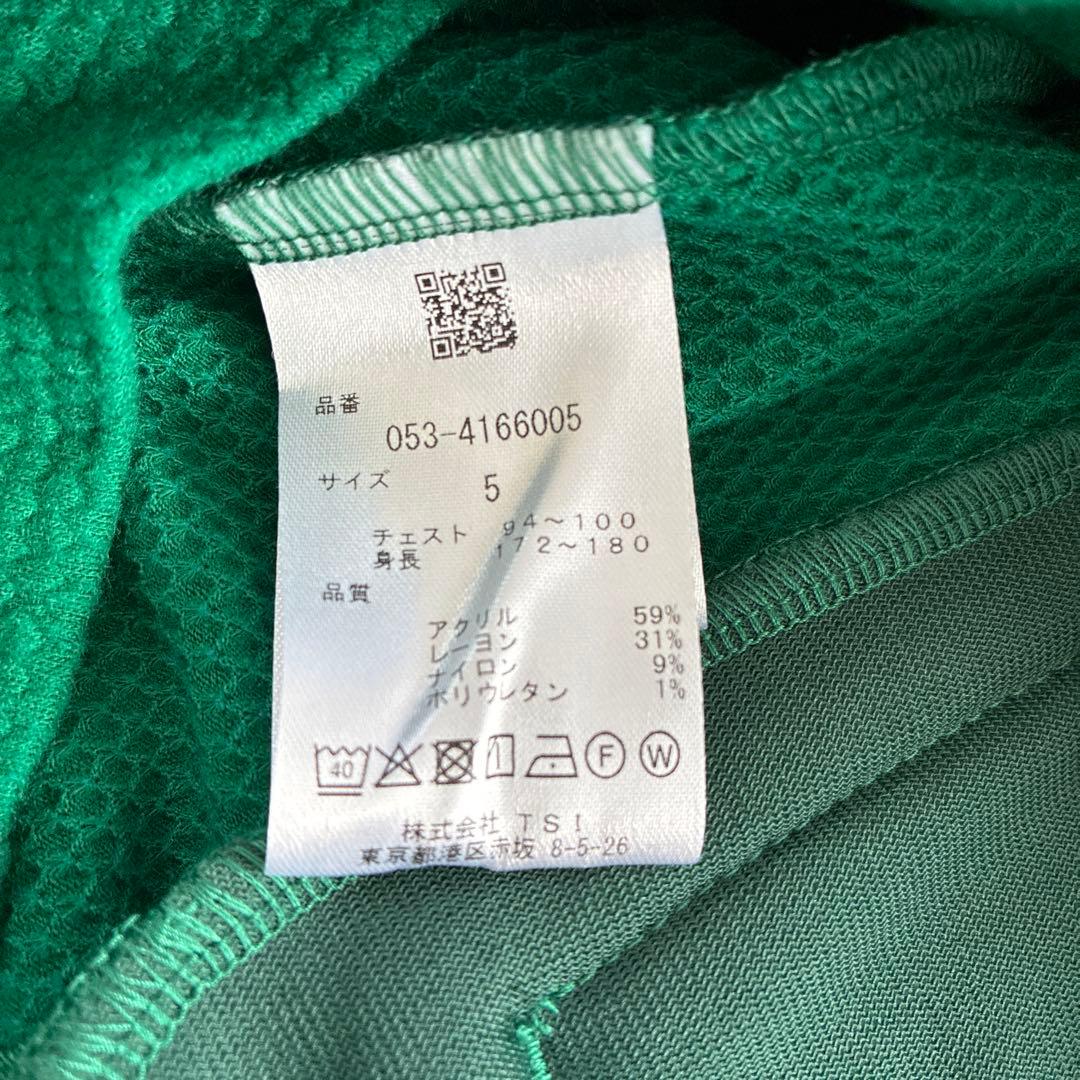 品番
053-4166005
サイズ 5
チェスト 94～100
身長 172～180
品質
アクリル 59%
レーヨン 31%
ナイロン 9%
ポリウレタン 1%
40 F W
株式会社 TSI
東京都港区赤坂 8-5-26